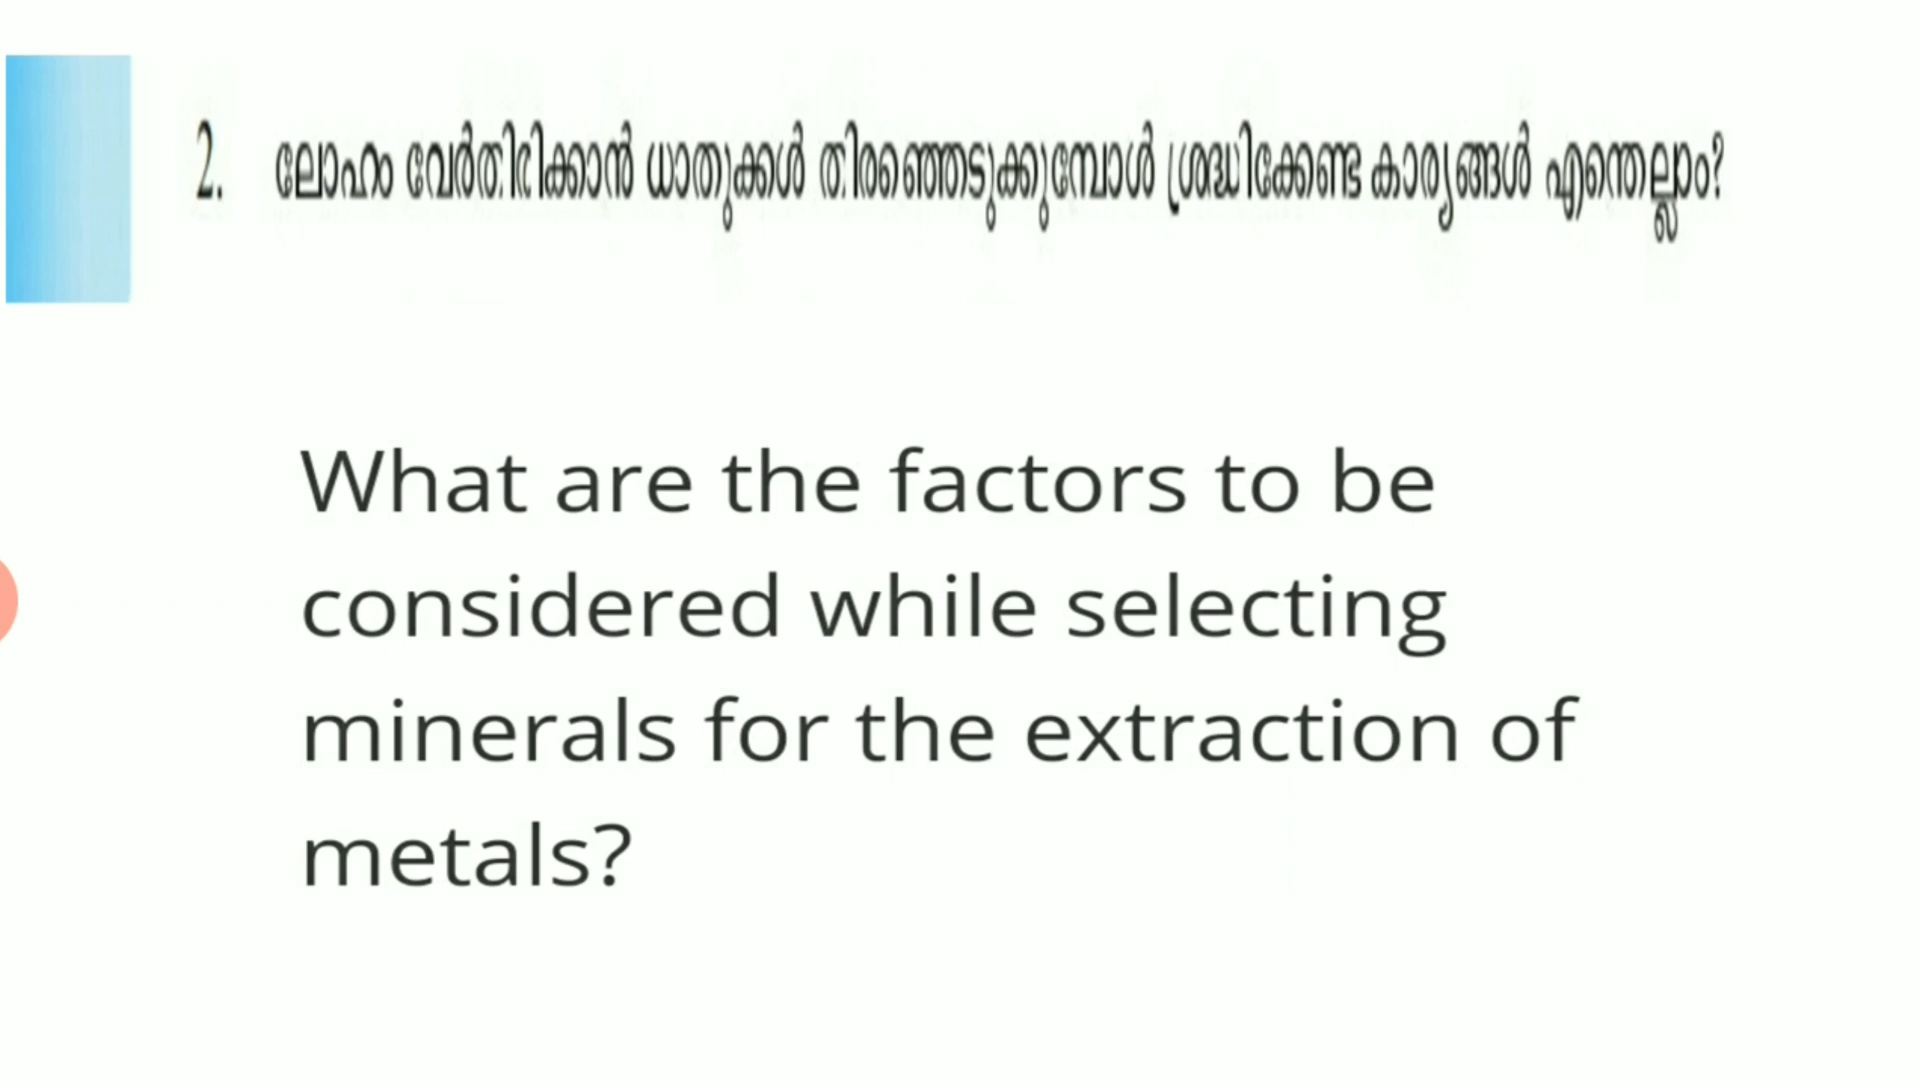 2. ലോഹം വേർതിരിക്കാൻ ധാതുക്കൾ തിരഞ്ഞെടുക്കുമ്പോൾ ശ്രദ്ധിക്കേണ്ട കാര്യങ്ങൾ എന്തെല്ലാം?
What are the factors to be
considered while selecting
minerals for the extraction of
metals?